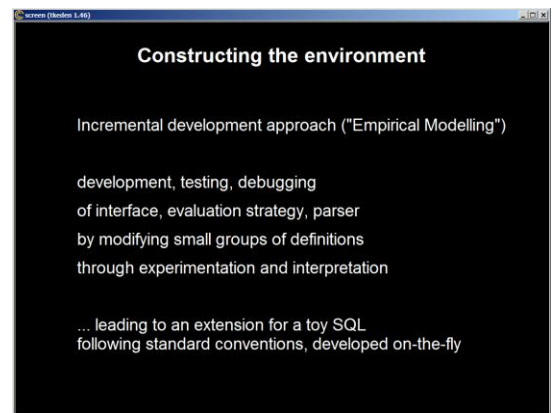 screen (tkeden 1.46)
Constructing the environment
Incremental development approach ("Empirical Modelling")
development, testing, debugging
of interface, evaluation strategy, parser
by modifying small groups of definitions
through experimentation and interpretation
... leading to an extension for a toy SQL
following standard conventions, developed on-the-fly